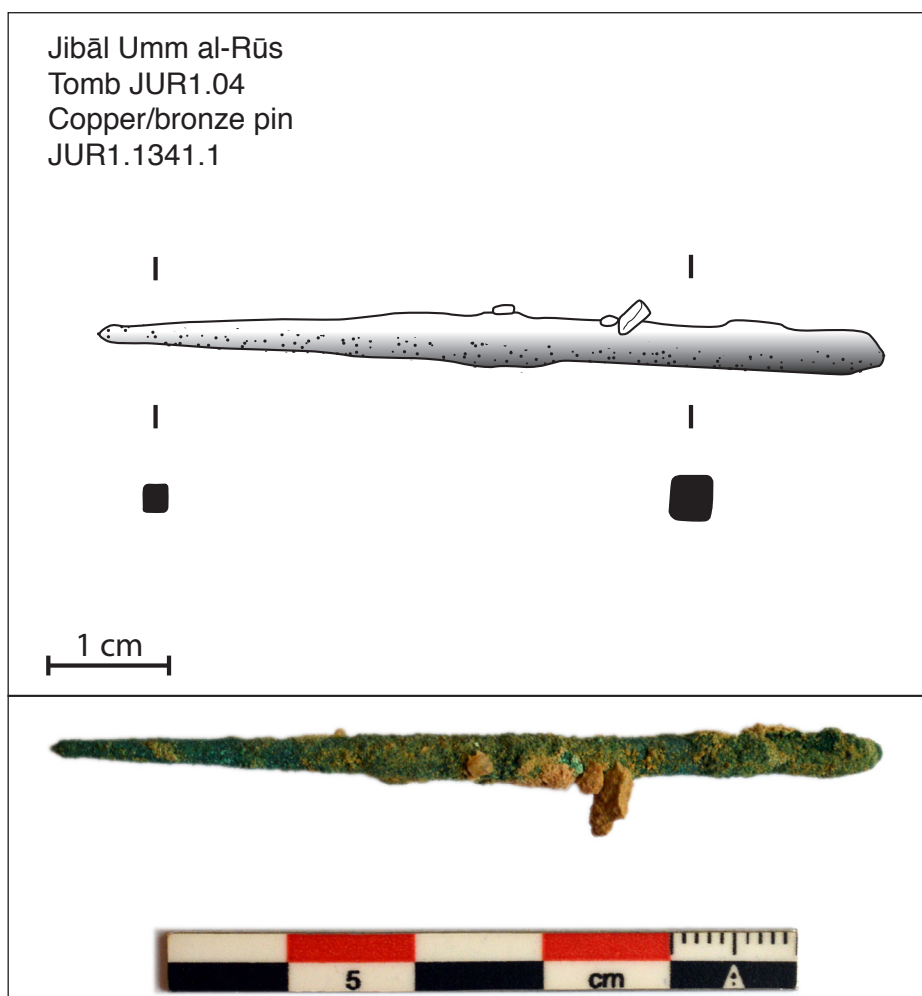 Jibāl Umm al-Rūs
Tomb JUR1.04
Copper/bronze pin
JUR1.1341.1
1 cm
5 cm